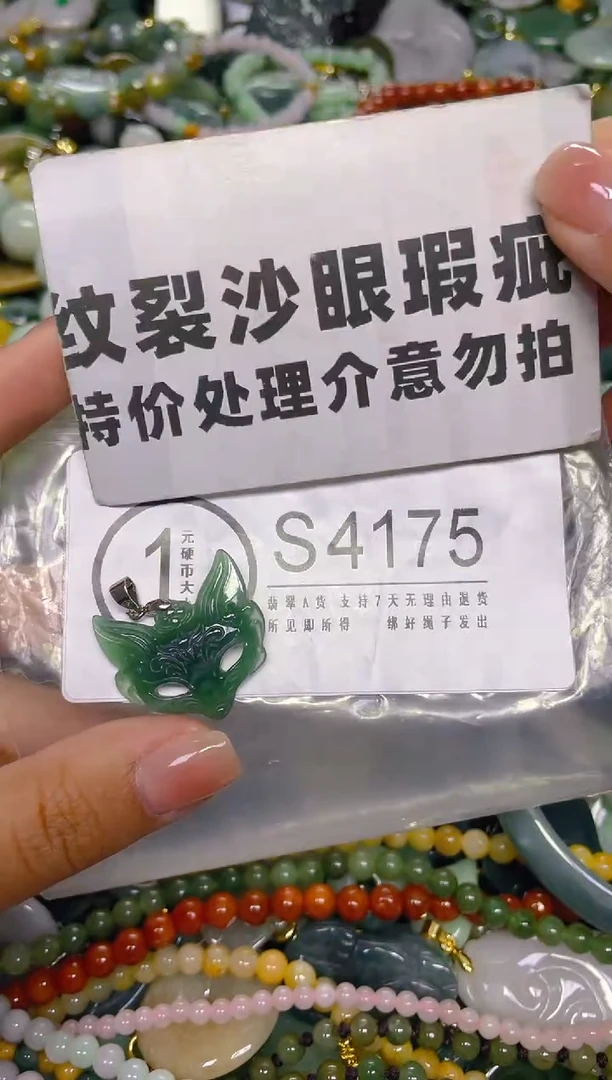 纹裂沙眼瑕疵
特价处理介意勿拍
1
元硬币大
S4175
翡翠A货 支持7天无理由退货
所见即所得 绑好绳子发出